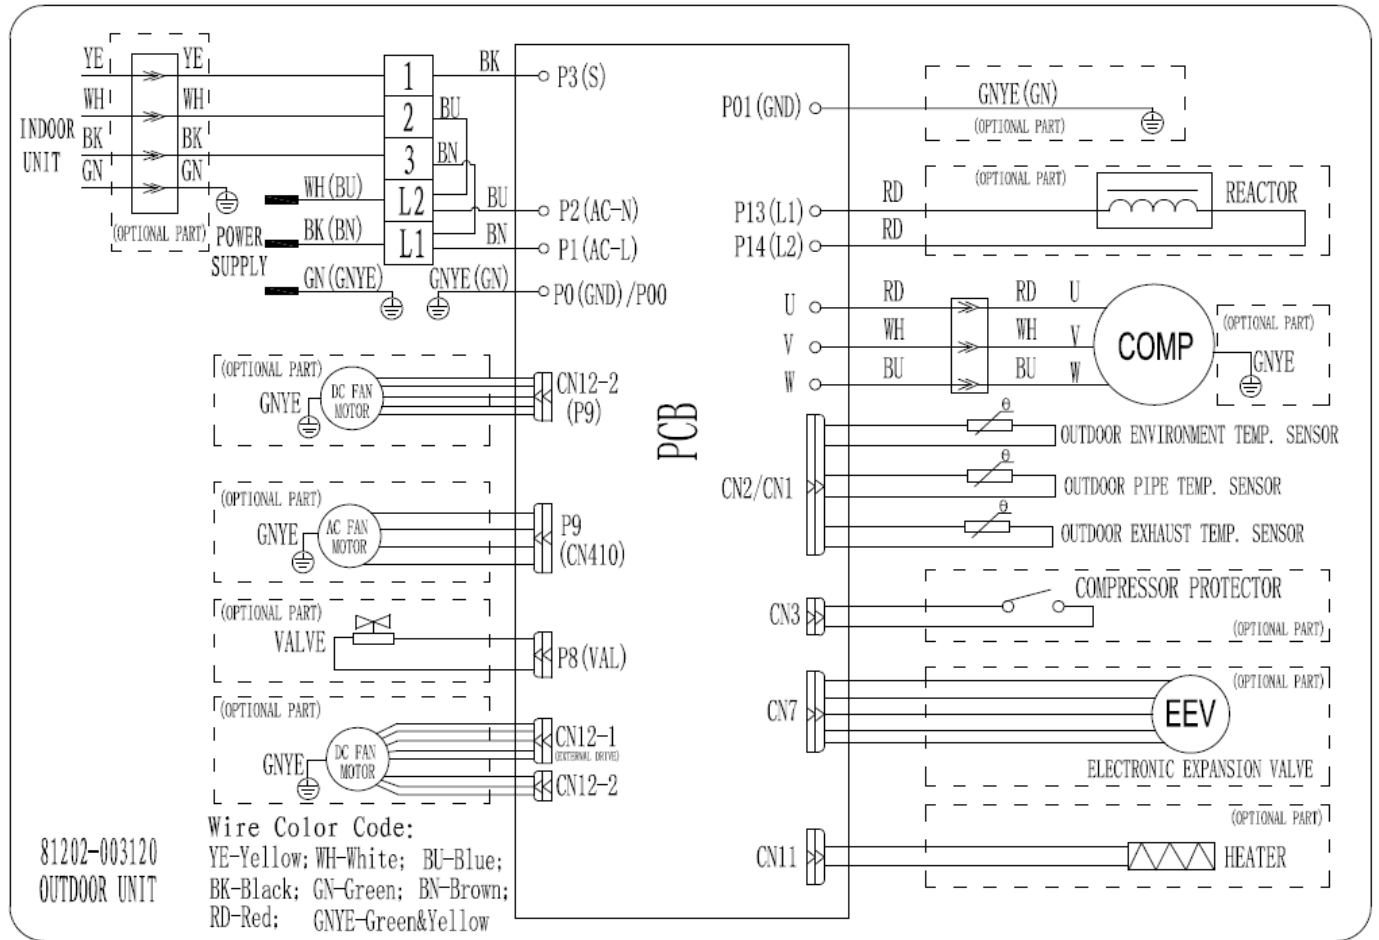 YE
YE
WH
WH
INDOOR
UNIT
BK
BK
GN
GN
(OPTIONAL PART)
1
2
3
L2
L1
BK
BU
BN
BU
BN
POWER
SUPPLY
WH(BU)
BK(BN)
GN(GNYE)
GNYE(GN)
P3(S)
P2(AC-N)
P1(AC-L)
P0(GND)/P00
(OPTIONAL PART)
GNYE
DC FAN
MOTOR
CN12-2
(P9)
(OPTIONAL PART)
GNYE
AC FAN
MOTOR
P9
(CN410)
(OPTIONAL PART)
VALVE
P8(VAL)
(OPTIONAL PART)
GNYE
DC FAN
MOTOR
CN12-1
(EXTERNAL DRIVE)
CN12-2
PCB
P01(GND)
GNYE(GN)
(OPTIONAL PART)
P13(L1)
P14(L2)
RD
RD
(OPTIONAL PART)
REACTOR
U
RD
RD
U
V
WH
WH
V
W
BU
BU
W
COMP
(OPTIONAL PART)
GNYE
CN2/CN1
θ
OUTDOOR ENVIRONMENT TEMP. SENSOR
θ
OUTDOOR PIPE TEMP. SENSOR
θ
OUTDOOR EXHAUST TEMP. SENSOR
CN3
COMPRESSOR PROTECTOR
(OPTIONAL PART)
CN7
(OPTIONAL PART)
EEV
ELECTRONIC EXPANSION VALVE
CN11
(OPTIONAL PART)
HEATER
81202-003120
OUTDOOR UNIT
Wire Color Code:
YE-Yellow; WH-White; BU-Blue;
BK-Black; GN-Green; BN-Brown;
RD-Red; GNYE-Green&Yellow